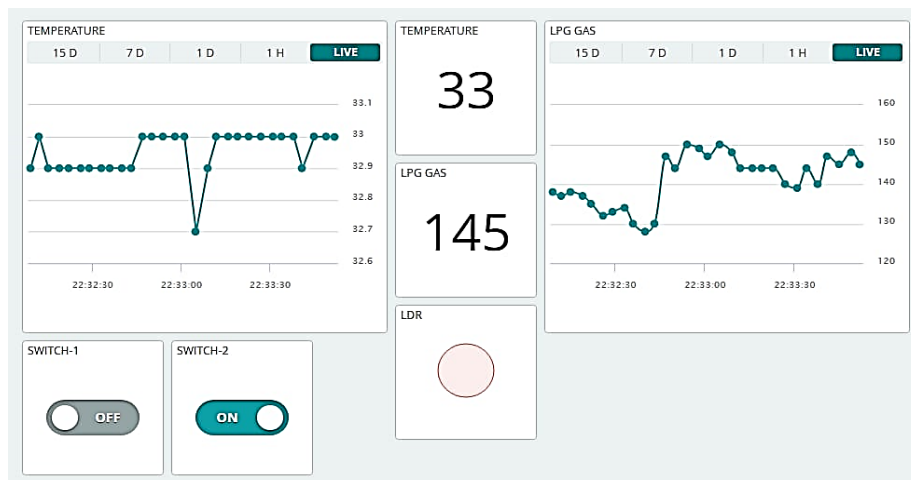 TEMPERATURE
15 D 7 D 1 D 1 H LIVE
33.1
33
32.9
32.8
32.7
32.6
22:32:30 22:33:00 22:33:30
TEMPERATURE
33
LPG GAS
145
LDR
LPG GAS
15 D 7 D 1 D 1 H LIVE
160
150
140
130
120
22:32:30 22:33:00 22:33:30
SWITCH-1
OFF
SWITCH-2
ON